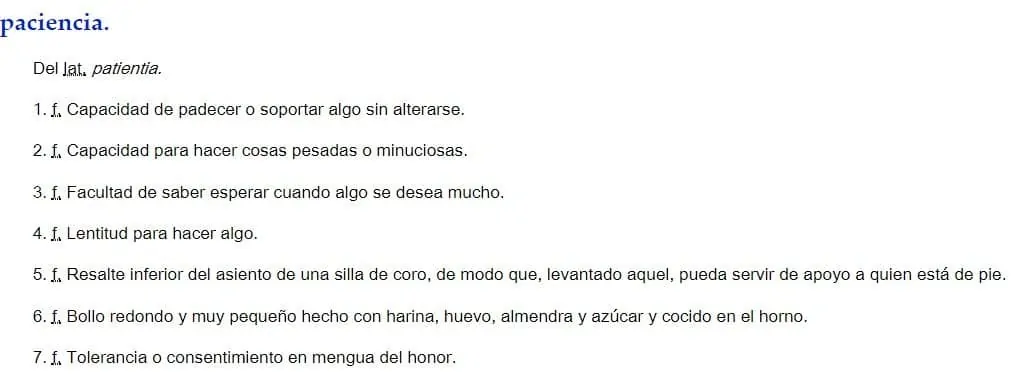 paciencia.
Del lat. patientia.
1. f. Capacidad de padecer o soportar algo sin alterarse.
2. f. Capacidad para hacer cosas pesadas o minuciosas.
3. f. Facultad de saber esperar cuando algo se desea mucho.
4. f. Lentitud para hacer algo.
5. f. Resalte inferior del asiento de una silla de coro, de modo que, levantado aquel, pueda servir de apoyo a quien está de pie.
6. f. Bollo redondo y muy pequeño hecho con harina, huevo, almendra y azúcar y cocido en el horno.
7. f. Tolerancia o consentimiento en mengua del honor.